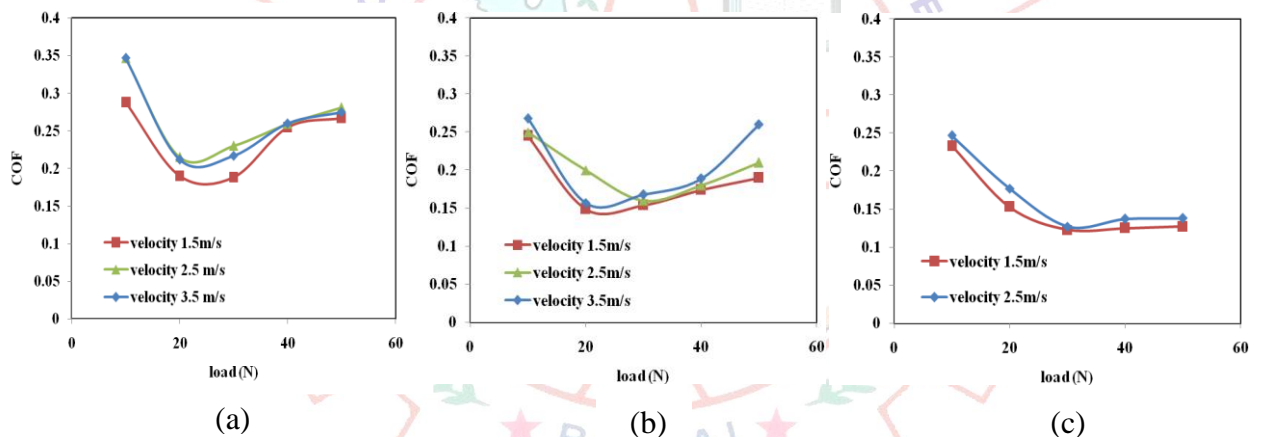 0.4
0.35
0.3
0.25
0.2
0.15
0.1
0.05
0
COF
velocity 1.5m/s
velocity 2.5 m/s
velocity 3.5 m/s
0 20 40 60
load(N)
(a)
0.4
0.35
0.3
0.25
0.2
0.15
0.1
0.05
0
COF
velocity 1.5m/s
velocity 2.5m/s
velocity 3.5m/s
0 20 40 60
load(N)
(b)
0.4
0.35
0.3
0.25
0.2
0.15
0.1
0.05
0
COF
velocity 1.5m/s
velocity 2.5m/s
0 20 40 60
load(N)
(c)